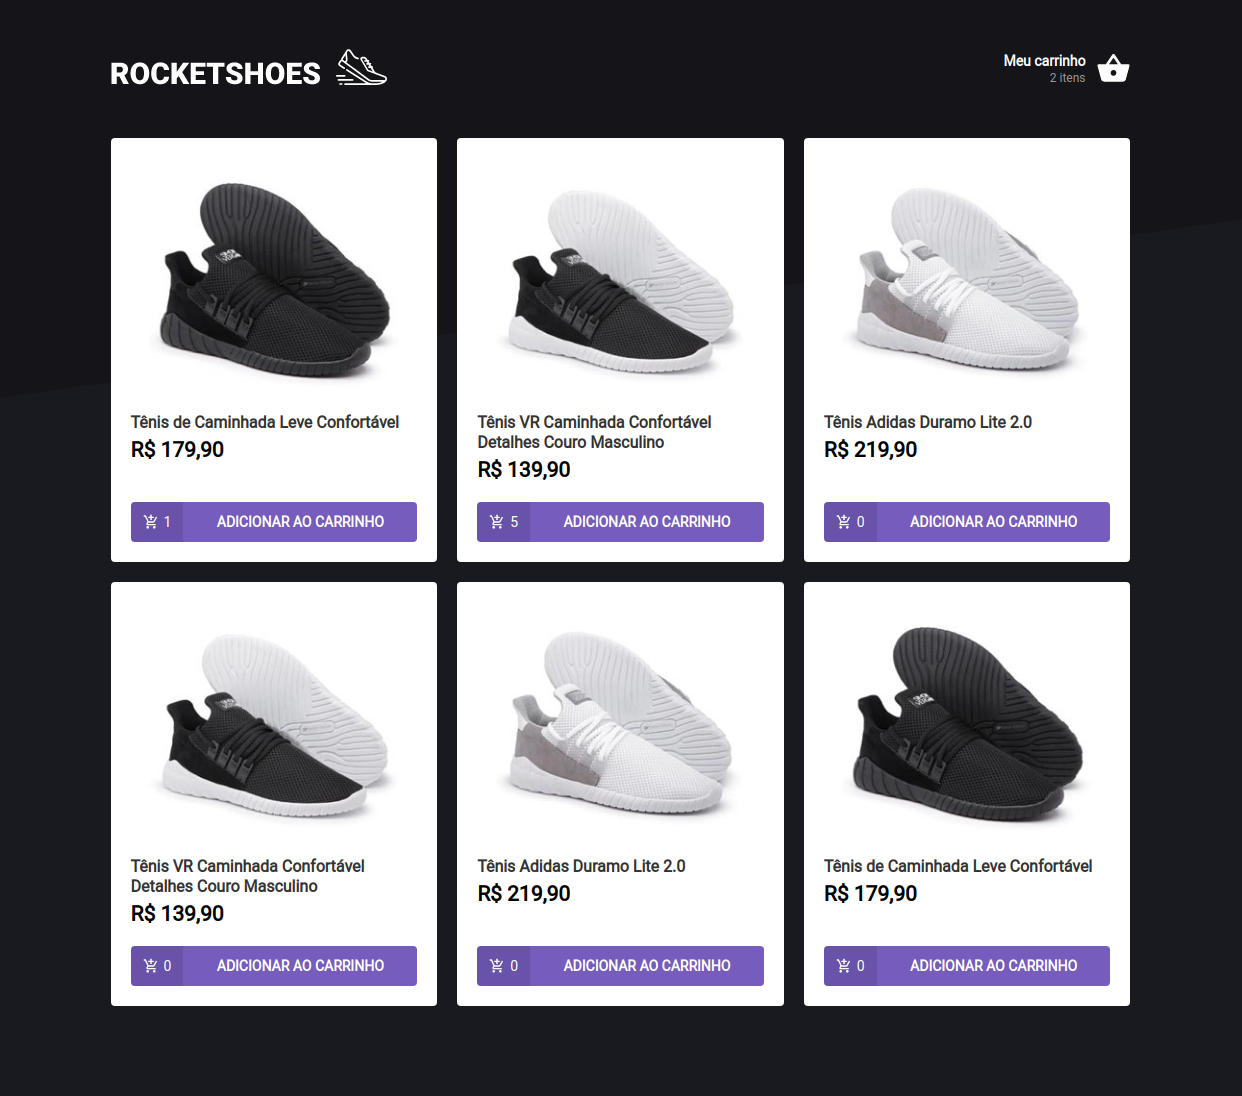 ROCKETSHOES
Meu carrinho
2 itens
Tênis de Caminhada Leve Confortável
R$ 179,90
1 ADICIONAR AO CARRINHO
Tênis VR Caminhada Confortável
Detalhes Couro Masculino
R$ 139,90
5 ADICIONAR AO CARRINHO
Tênis Adidas Duramo Lite 2.0
R$ 219,90
0 ADICIONAR AO CARRINHO
Tênis VR Caminhada Confortável
Detalhes Couro Masculino
R$ 139,90
0 ADICIONAR AO CARRINHO
Tênis Adidas Duramo Lite 2.0
R$ 219,90
0 ADICIONAR AO CARRINHO
Tênis de Caminhada Leve Confortável
R$ 179,90
0 ADICIONAR AO CARRINHO